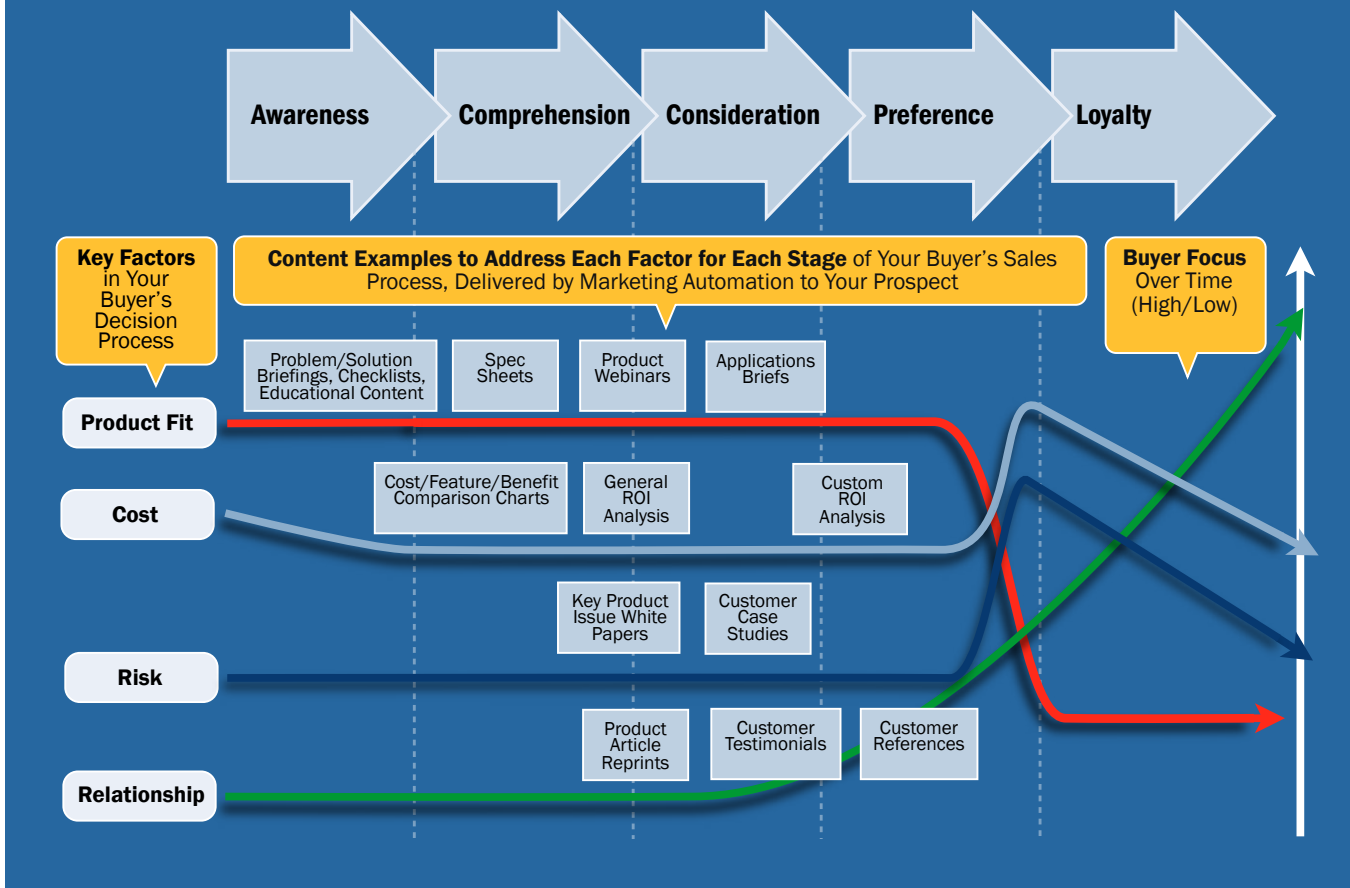 Awareness
Comprehension
Consideration
Preference
Loyalty
Key Factors
in Your
Buyer's
Decision
Process
Content Examples to Address Each Factor for Each Stage of Your Buyer's Sales
Process, Delivered by Marketing Automation to Your Prospect
Buyer Focus
Over Time
(High/Low)
Problem/Solution
Briefings, Checklists,
Educational Content
Spec
Sheets
Product
Webinars
Applications
Briefs
Product Fit
Cost/Feature/Benefit
Comparison Charts
General
ROI
Analysis
Custom
ROI
Analysis
Cost
Key Product
Issue White
Papers
Customer
Case
Studies
Risk
Product
Article
Reprints
Customer
Testimonials
Customer
References
Relationship